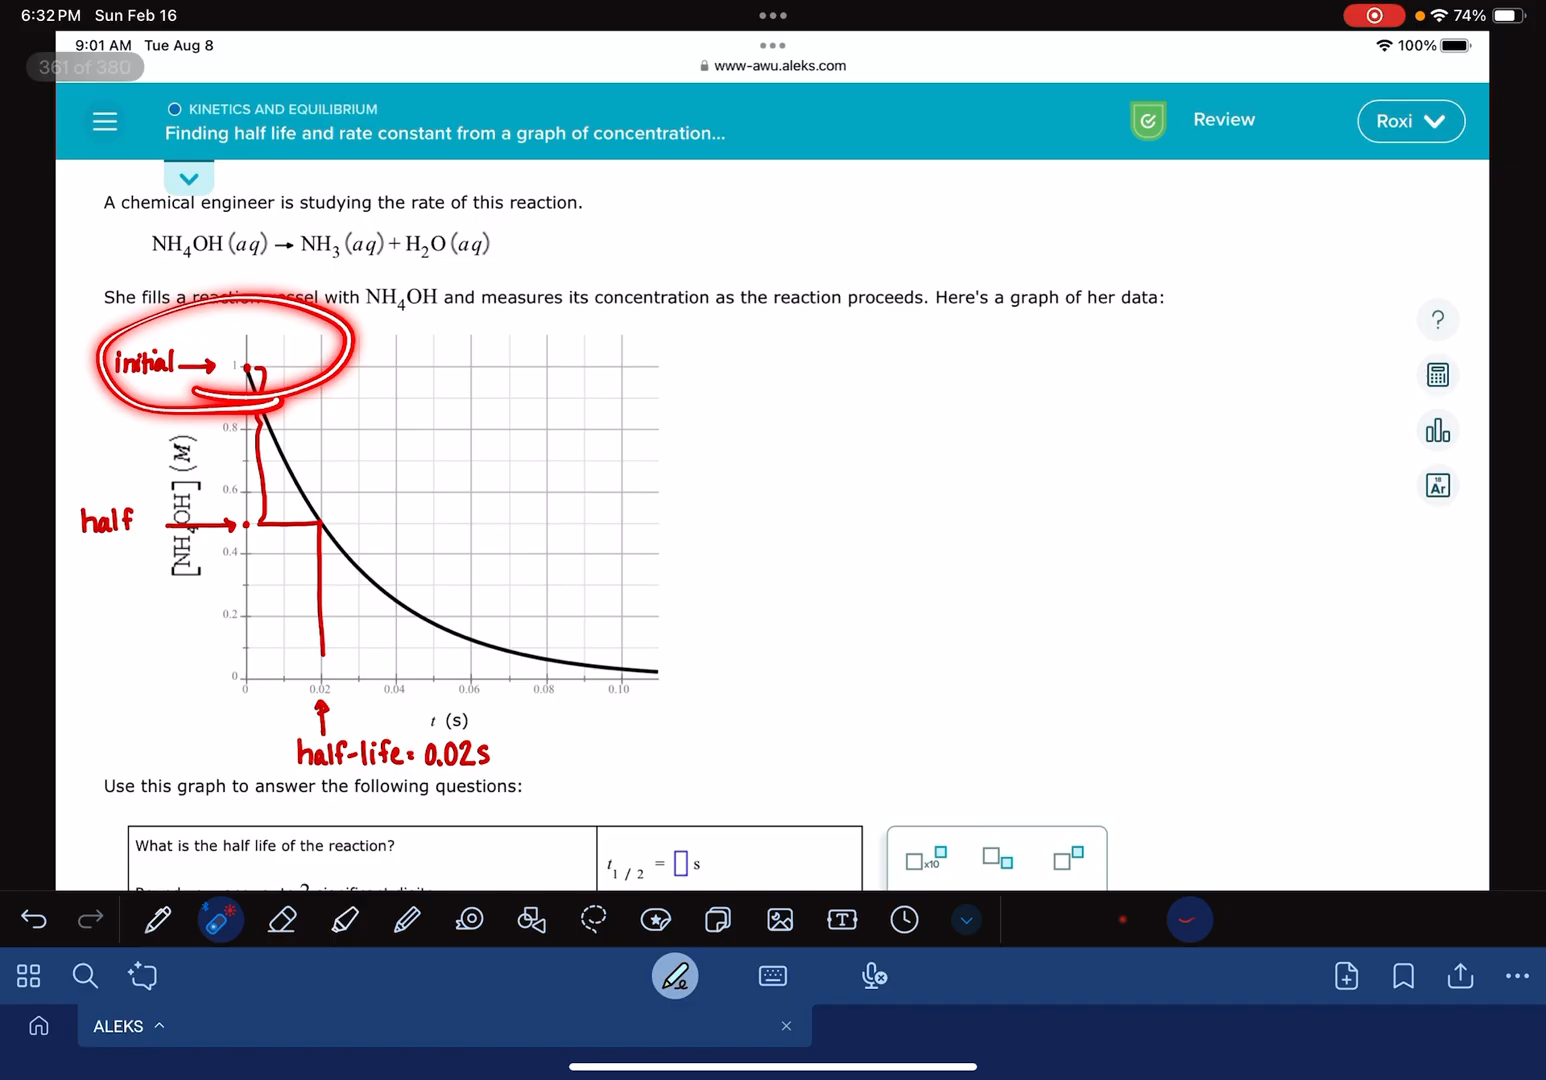 6:32 PM Sun Feb 16
74%
9:01 AM Tue Aug 8
100%
361 of 380
www-awu.aleks.com
KINETICS AND EQUILIBRIUM
Finding half life and rate constant from a graph of concentration...
Review
Roxi
A chemical engineer is studying the rate of this reaction.
NH₄OH (aq) → NH₃ (aq) + H₂O (aq)
She fills a reaction vessel with NH₄OH and measures its concentration as the reaction proceeds. Here's a graph of her data:
initial →
1
0.8
0.6
0.4
0.2
0
[NH₄OH] (M)
half
0 0.02 0.04 0.06 0.08 0.10
t (s)
half-life = 0.02s
Use this graph to answer the following questions:
What is the half life of the reaction?
t₁/₂ = s
x10
?
18
Ar
T
ALEKS